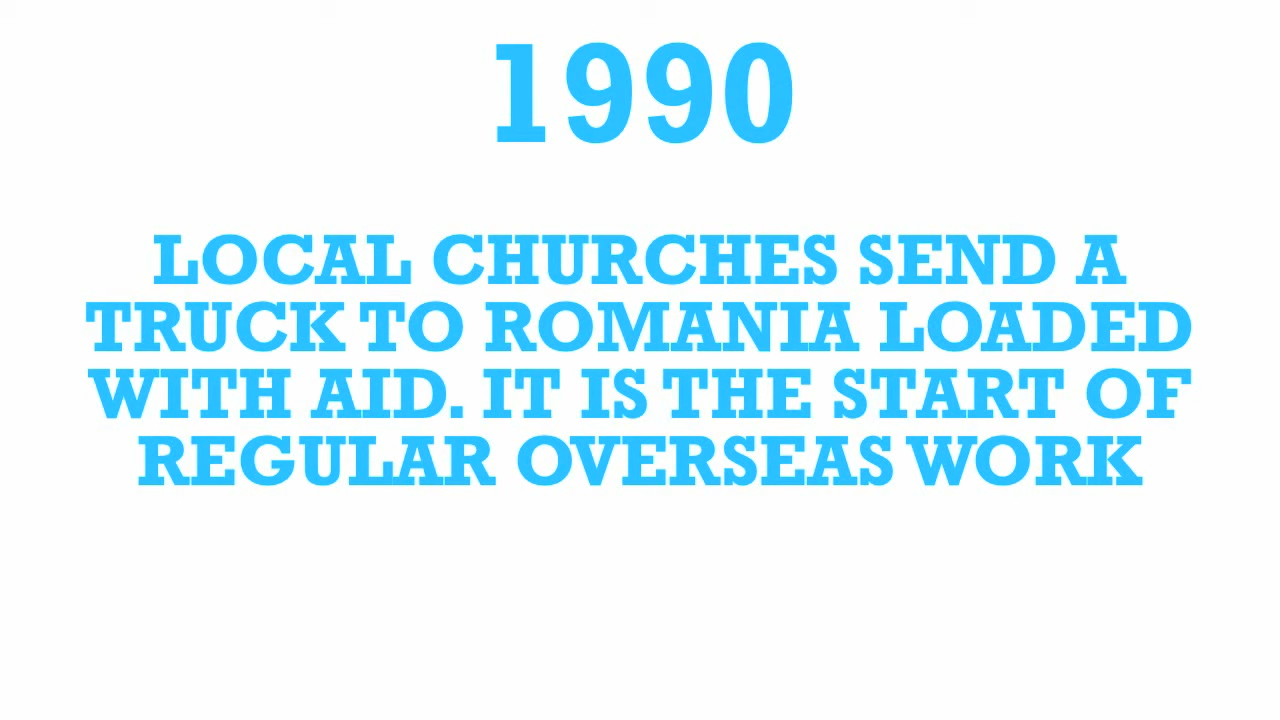 1990
LOCAL CHURCHES SEND A
TRUCK TO ROMANIA LOADED
WITH AID. IT IS THE START OF
REGULAR OVERSEAS WORK